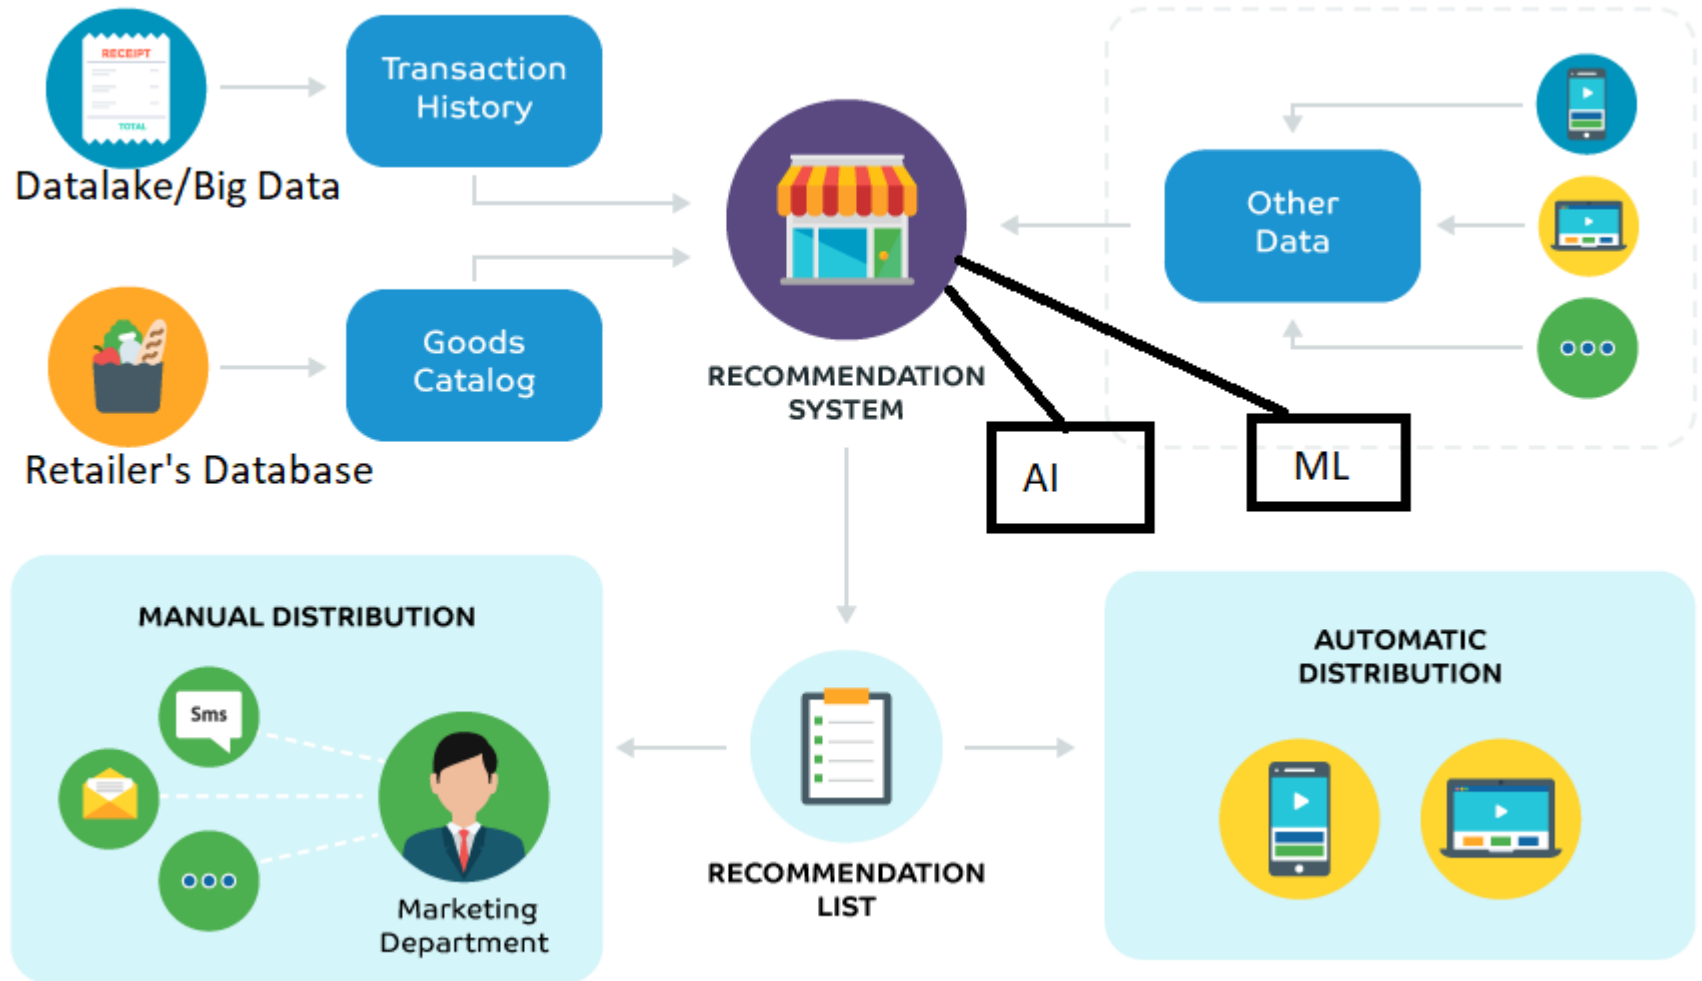 RECEIPT
TOTAL
Datalake/Big Data
Transaction
History
Retailer's Database
Goods
Catalog
RECOMMENDATION
SYSTEM
Other
Data
AI
ML
MANUAL DISTRIBUTION
Sms
Marketing
Department
RECOMMENDATION
LIST
AUTOMATIC
DISTRIBUTION